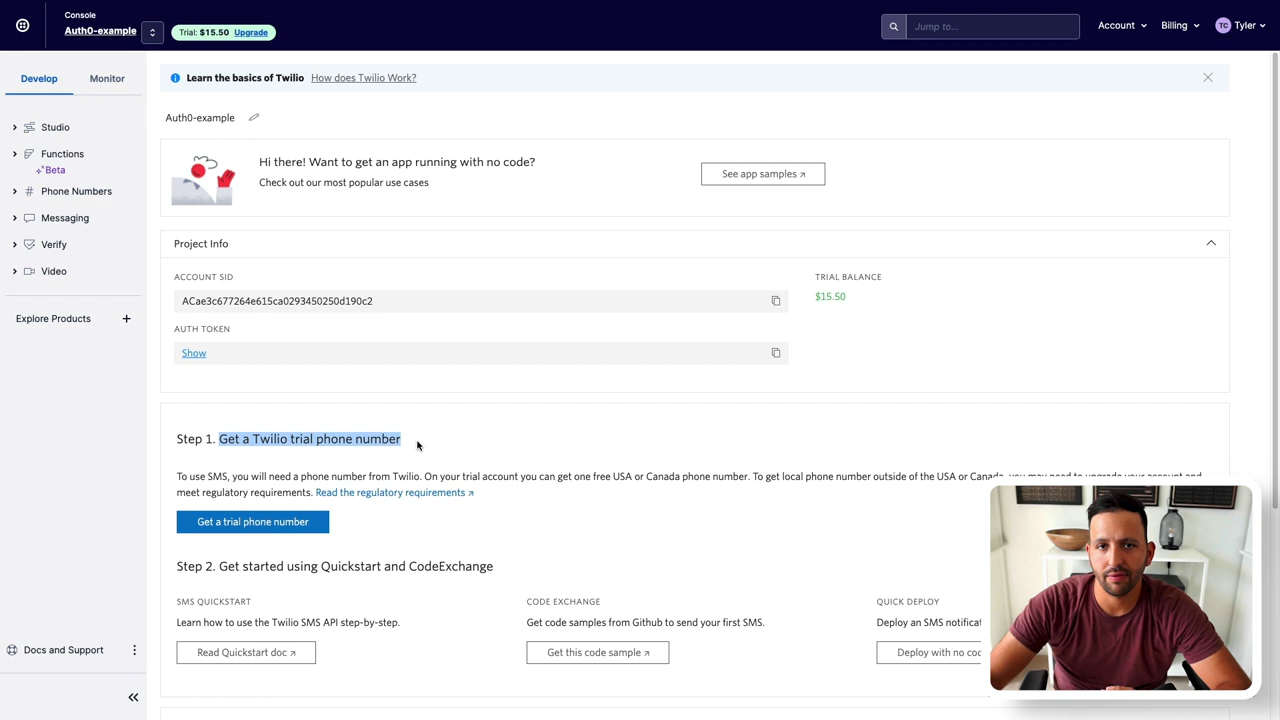 Console
Auth0-example
Trial: $15.50 Upgrade
Jump to...
Account
Billing
TC Tyler
Develop
Monitor
Studio
Functions
Beta
Phone Numbers
Messaging
Verify
Video
Explore Products
Docs and Support
Learn the basics of Twilio How does Twilio Work?
Auth0-example
Hi there! Want to get an app running with no code?
Check out our most popular use cases
See app samples
Project Info
ACCOUNT SID
ACae3c677264e615ca0293450250d190c2
TRIAL BALANCE
$15.50
AUTH TOKEN
Show
Step 1. Get a Twilio trial phone number
To use SMS, you will need a phone number from Twilio. On your trial account you can get one free USA or Canada phone number. To get local phone number outside of the USA or Canada, you may need to upgrade your account and
meet regulatory requirements. Read the regulatory requirements
Get a trial phone number
Step 2. Get started using Quickstart and CodeExchange
SMS QUICKSTART
Learn how to use the Twilio SMS API step-by-step.
Read Quickstart doc
CODE EXCHANGE
Get code samples from Github to send your first SMS.
Get this code sample
QUICK DEPLOY
Deploy an SMS
Deploy with no